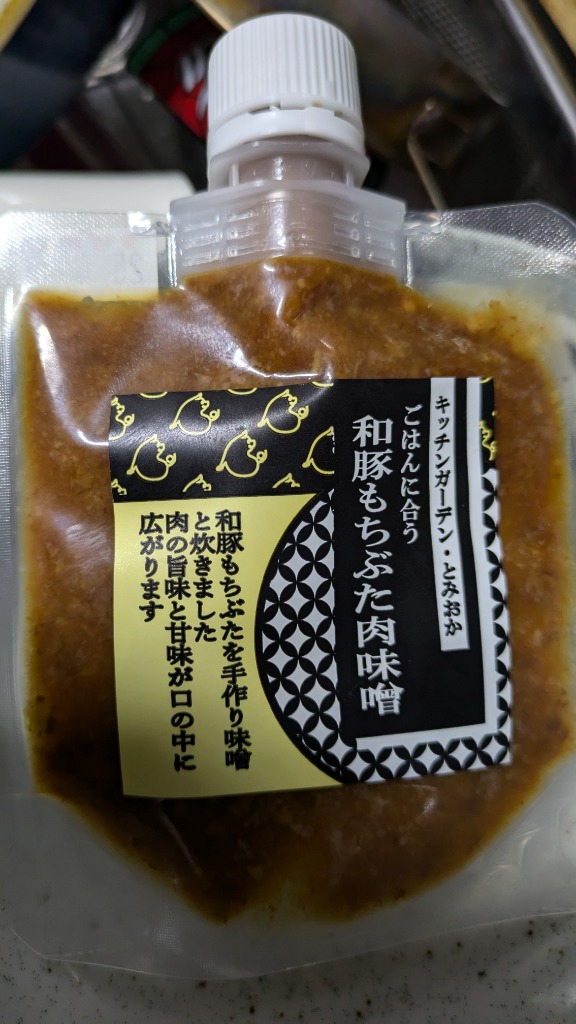 キッチンガーデン・とみおか
ごはんに合う
和豚もちぶた肉味噌
和豚もちぶたを手作り味噌
と炊きました
肉の旨味と甘味が口の中に
広がります